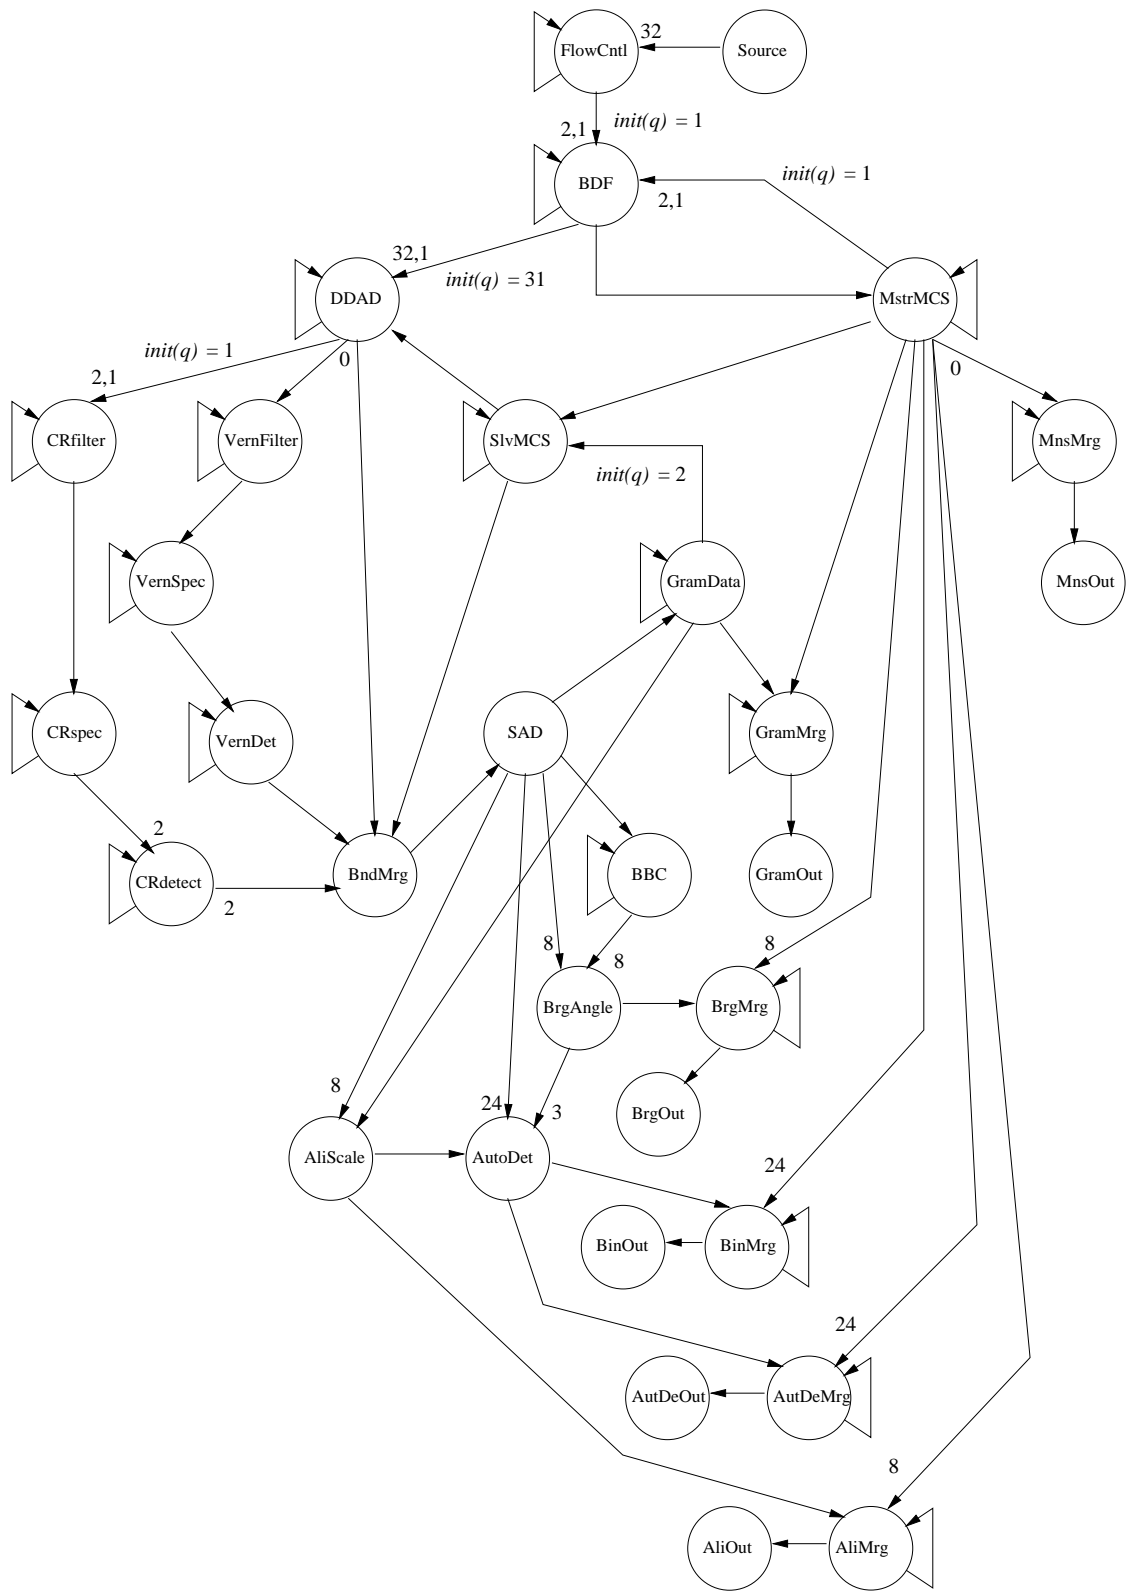 32
FlowCntl
Source
init(q) = 1
2,1
init(q) = 1
BDF
2,1
32,1
init(q) = 31
DDAD
MstrMCS
init(q) = 1
0
0
2,1
CRfilter
VernFilter
SlvMCS
MnsMrg
init(q) = 2
VernSpec
GramData
MnsOut
CRspec
VernDet
SAD
GramMrg
2
CRdetect
BndMrg
BBC
GramOut
2
8
8
8
BrgAngle
BrgMrg
8
24
3
BrgOut
AliScale
AutoDet
24
BinOut
BinMrg
24
AutDeOut
AutDeMrg
8
AliOut
AliMrg